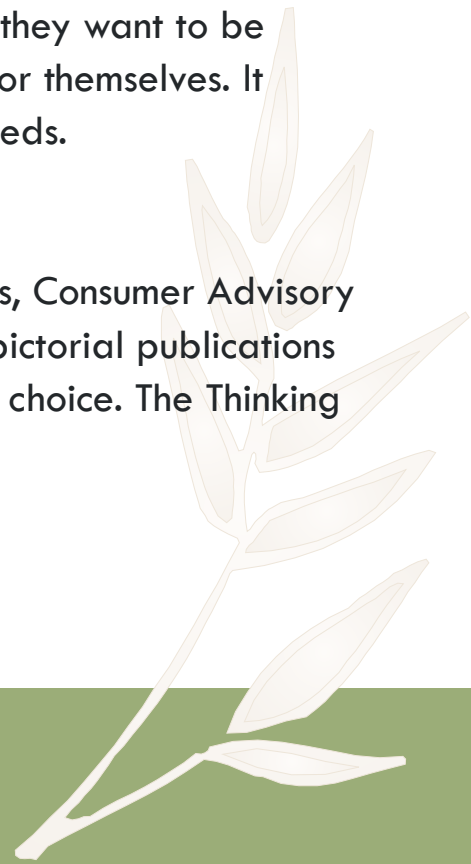 they want to be
or themselves. It
eds.
s, Consumer Advisory
pictorial publications
choice. The Thinking